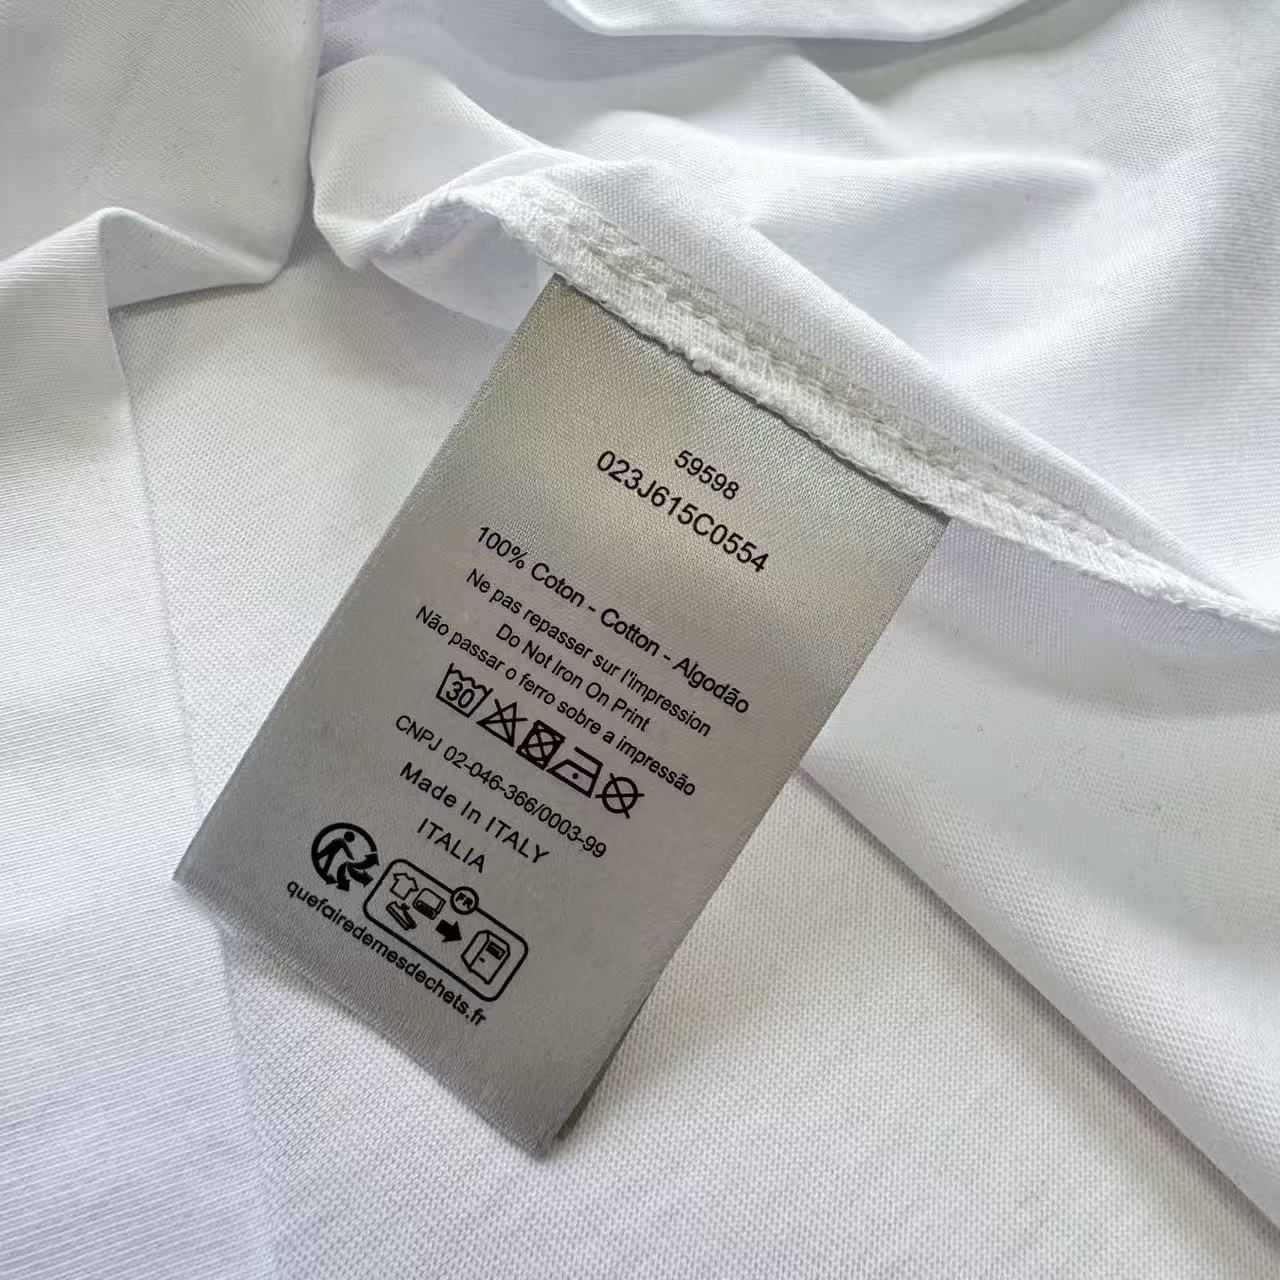 59598
023J615C0554
100% Coton - Cotton - Algodão
Ne pas repasser sur l'impression
Do Not Iron On Print
Não passar o ferro sobre a impressão
30
CNPJ 02-046-366/0003-99
Made In ITALY
ITALIA
FR
quefairedemesdechets.fr